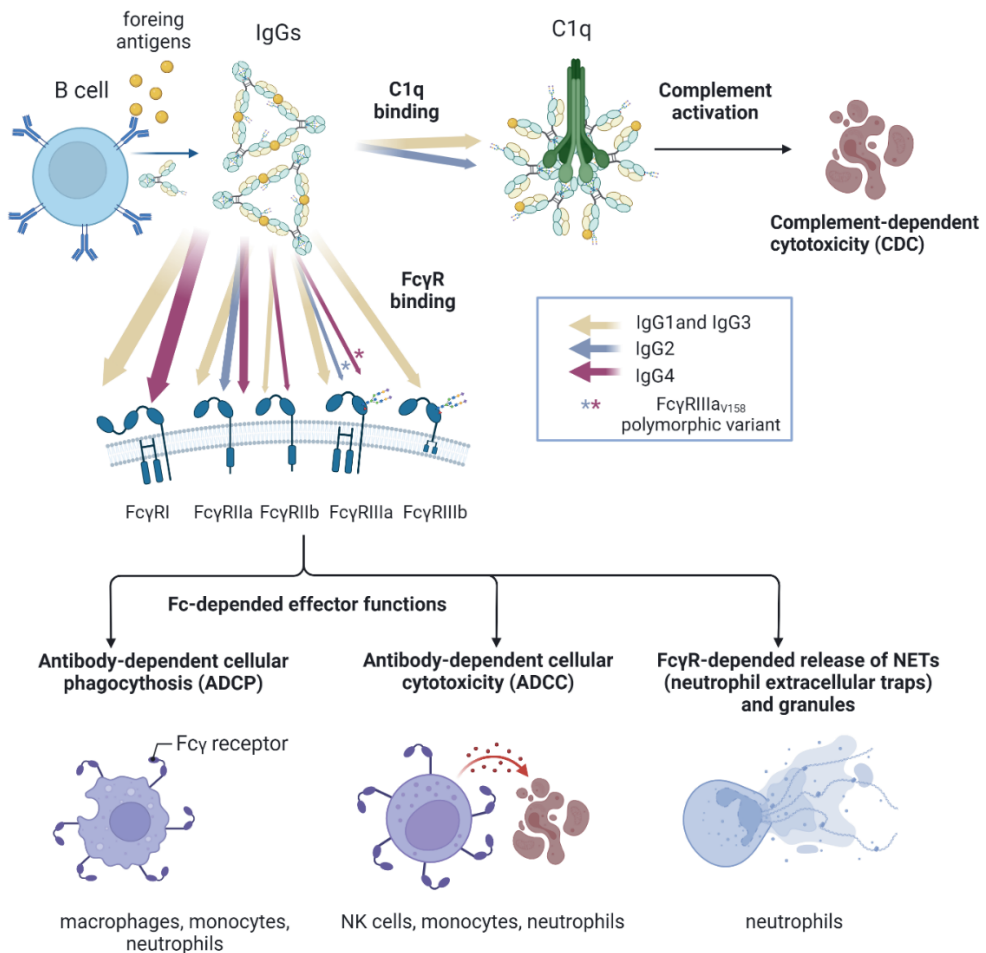 foreing
antigens
IgGs
C1q
B cell
C1q
binding
Complement
activation
Complement-dependent
cytotoxicity (CDC)
FcγR
binding
IgG1and IgG3
IgG2
IgG4
*
*
** FcγRIIIaV158
polymorphic variant
FcγRI FcγRIIa FcγRIIb FcγRIIIa FcγRIIIb
Fc-depended effector functions
Antibody-dependent cellular
phagocythosis (ADCP)
Antibody-dependent cellular
cytotoxicity (ADCC)
FcγR-depended release of NETs
(neutrophil extracellular traps)
and granules
Fcγ receptor
macrophages, monocytes,
neutrophils
NK cells, monocytes, neutrophils
neutrophils